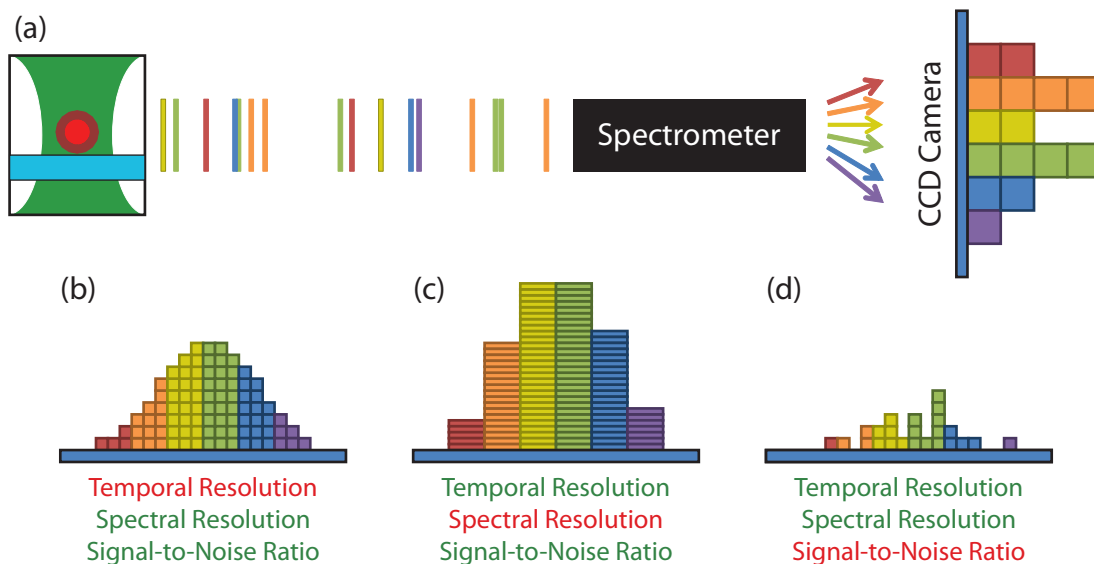 (a)
Spectrometer
CCD Camera
(b)
(c)
(d)
Temporal Resolution
Spectral Resolution
Signal-to-Noise Ratio
Temporal Resolution
Spectral Resolution
Signal-to-Noise Ratio
Temporal Resolution
Spectral Resolution
Signal-to-Noise Ratio